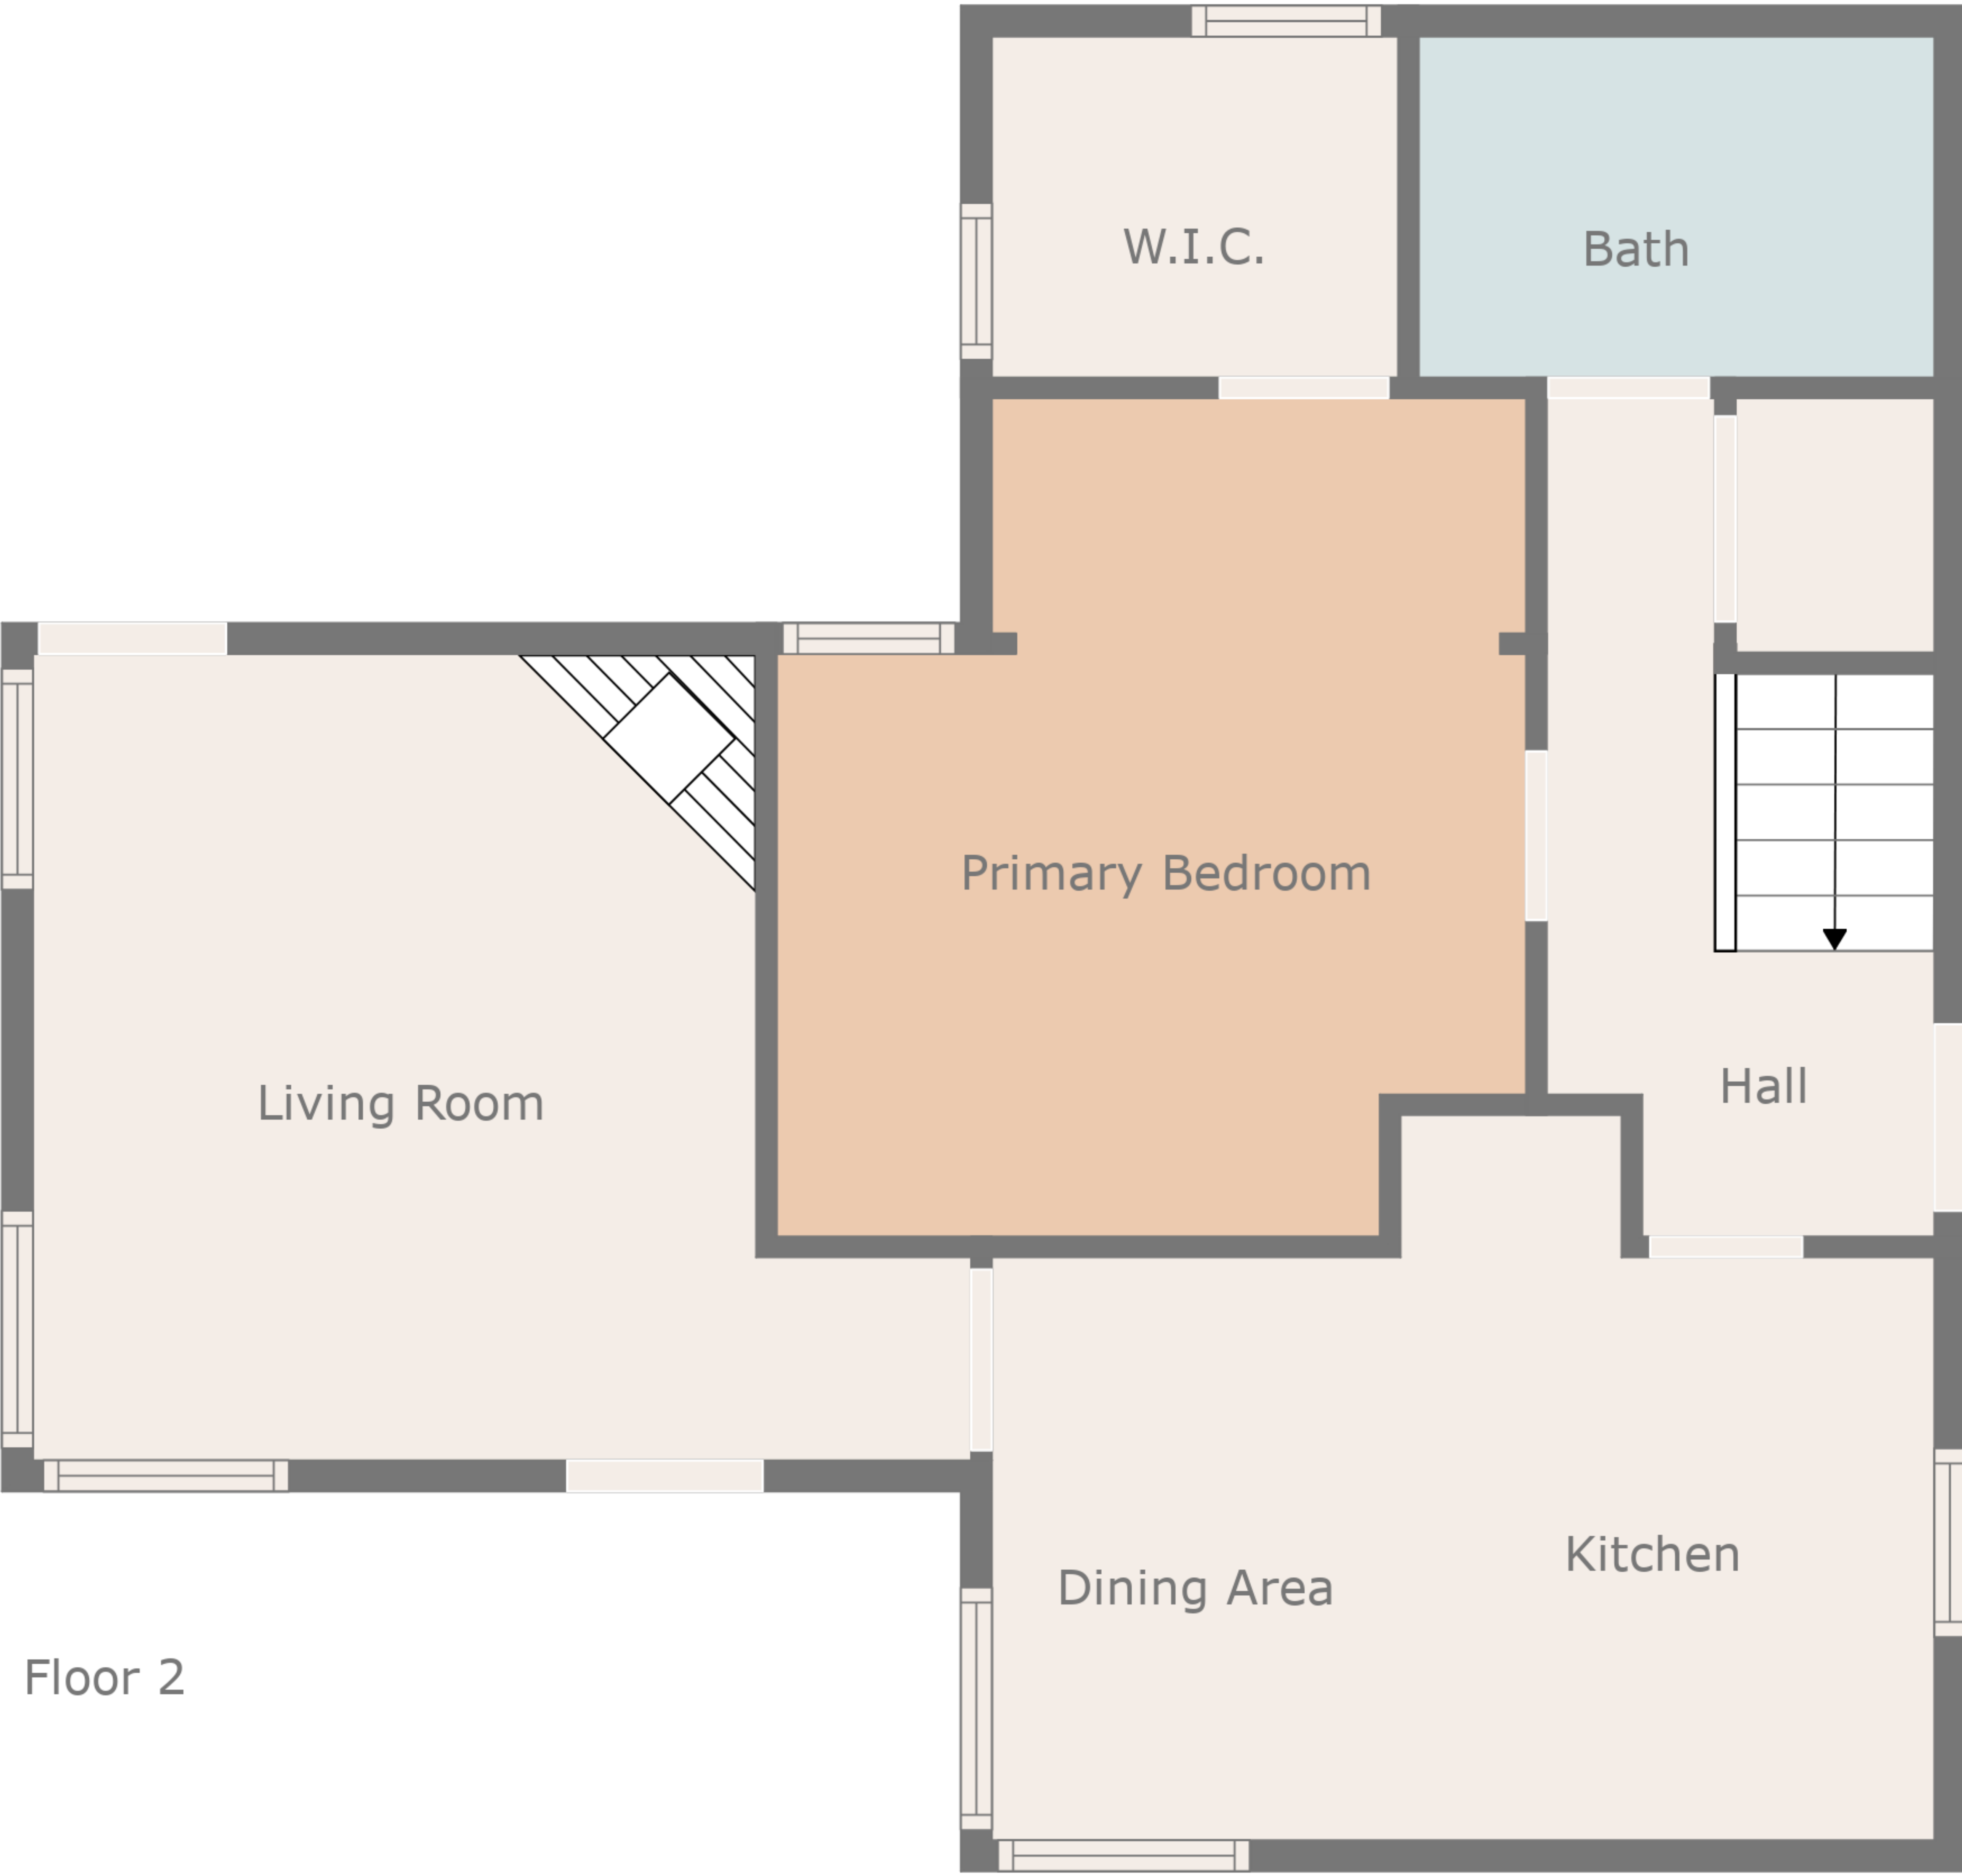 W.I.C.
Bath
Primary Bedroom
Living Room
Hall
Kitchen
Dining Area
Floor 2